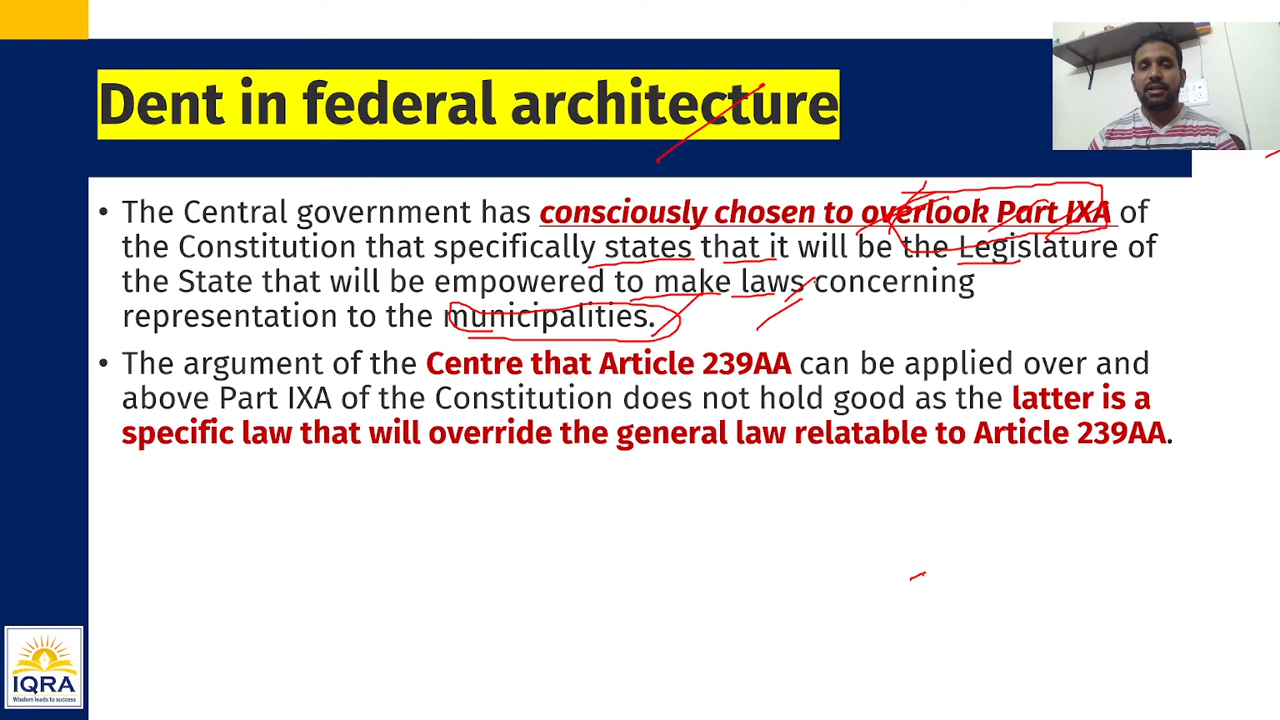 Dent in federal architecture
• The Central government has consciously chosen to overlook Part IXA of
the Constitution that specifically states that it will be the Legislature of
the State that will be empowered to make laws concerning
representation to the municipalities.
• The argument of the Centre that Article 239AA can be applied over and
above Part IXA of the Constitution does not hold good as the latter is a
specific law that will override the general law relatable to Article 239AA.
IQRA
Wisdom leads to success